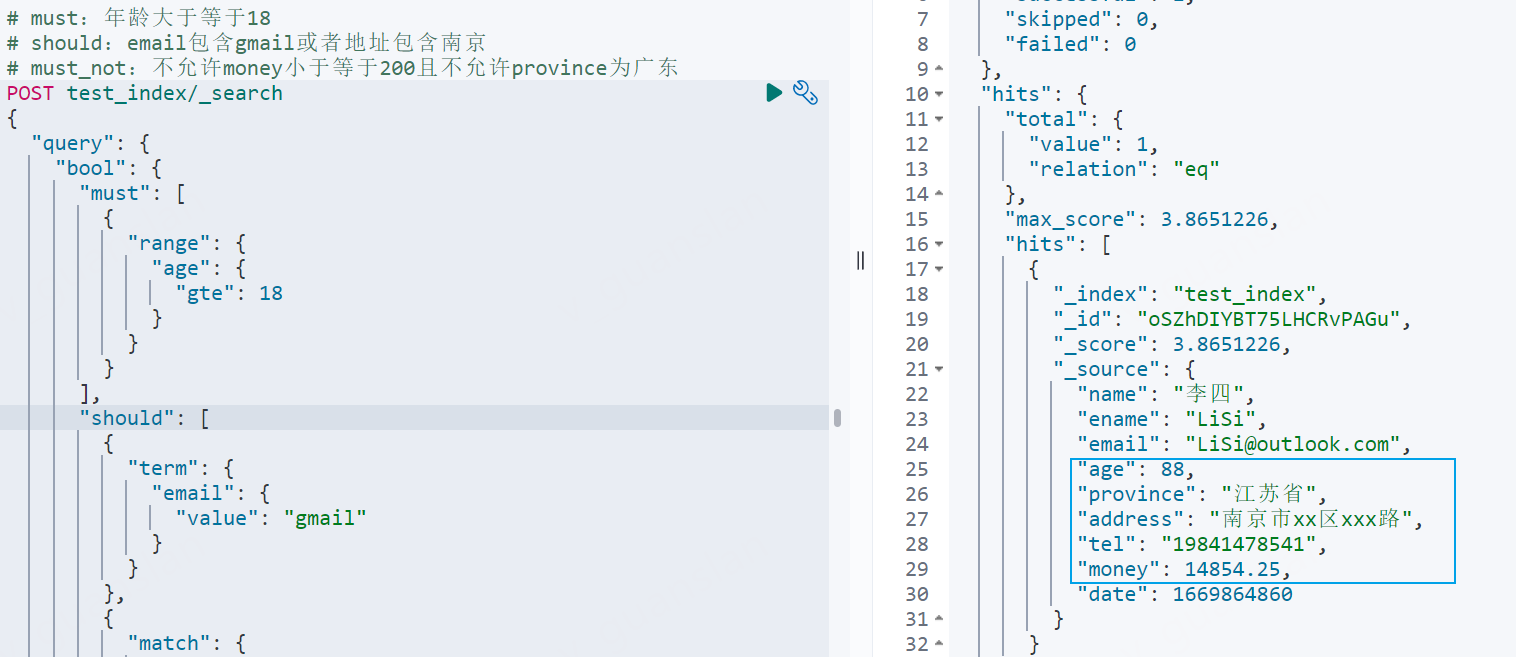 # must：年龄大于等于18
# should：email包含gmail或者地址包含南京
# must_not：不允许money小于等于200且不允许province为广东
POST test_index/_search
{
"query": {
"bool": {
"must": [
{
"range": {
"age": {
"gte": 18
}
}
}
],
"should": [
{
"term": {
"email": {
"value": "gmail"
}
}
},
{
"match": {
7 "skipped": 0,
8 "failed": 0
9 },
10 "hits": {
11 "total": {
12 "value": 1,
13 "relation": "eq"
14 },
15 "max_score": 3.8651226,
16 "hits": [
17 {
18 "_index": "test_index",
19 "_id": "oSZhDIYBT75LHCRvPAGu",
20 "_score": 3.8651226,
21 "_source": {
22 "name": "李四",
23 "ename": "LiSi",
24 "email": "LiSi@outlook.com",
25 "age": 88,
26 "province": "江苏省",
27 "address": "南京市xx区xxx路",
28 "tel": "19841478541",
29 "money": 14854.25,
30 "date": 1669864860
31 }
32 }